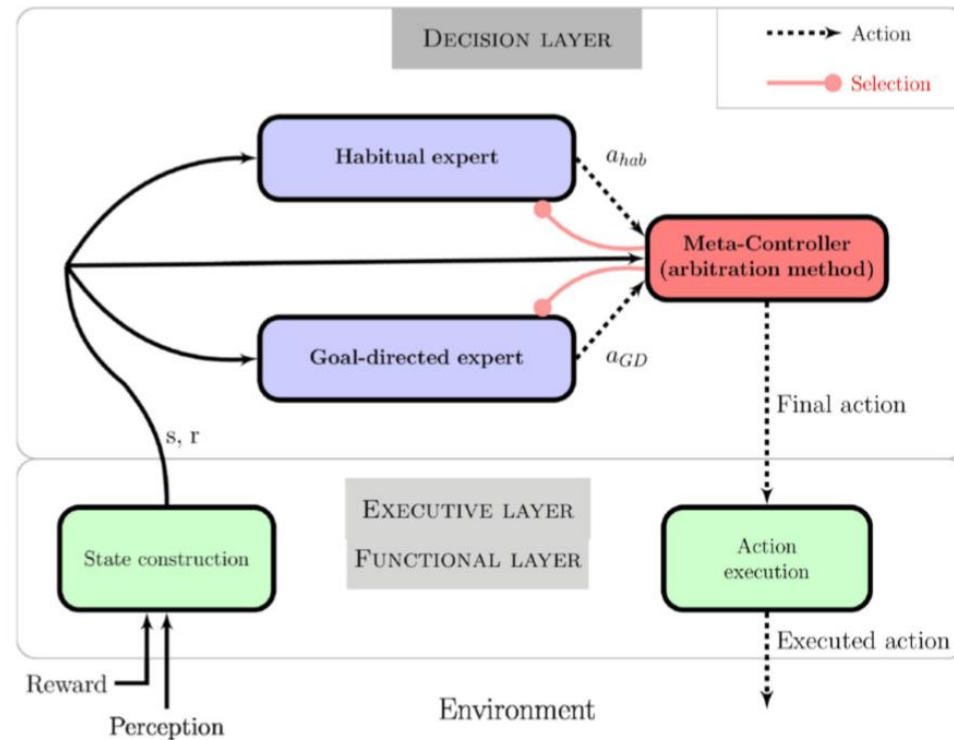 DECISION LAYER
Action
Selection
Habitual expert
a_hab
Meta-Controller
(arbitration method)
Goal-directed expert
a_GD
Final action
s, r
EXECUTIVE LAYER
FUNCTIONAL LAYER
State construction
Action
execution
Executed action
Reward
Perception
Environment